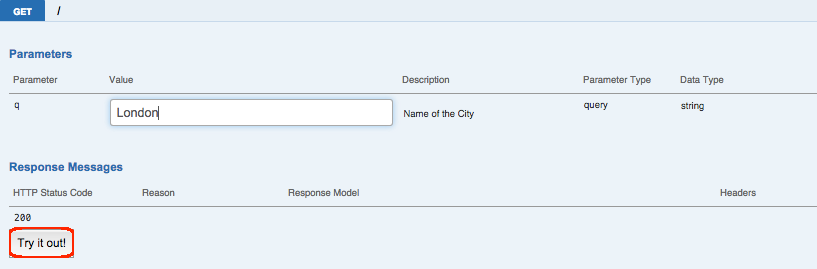 GET /
Parameters
Parameter Value Description Parameter Type Data Type
q London Name of the City query string
Response Messages
HTTP Status Code Reason Response Model Headers
200
Try it out!